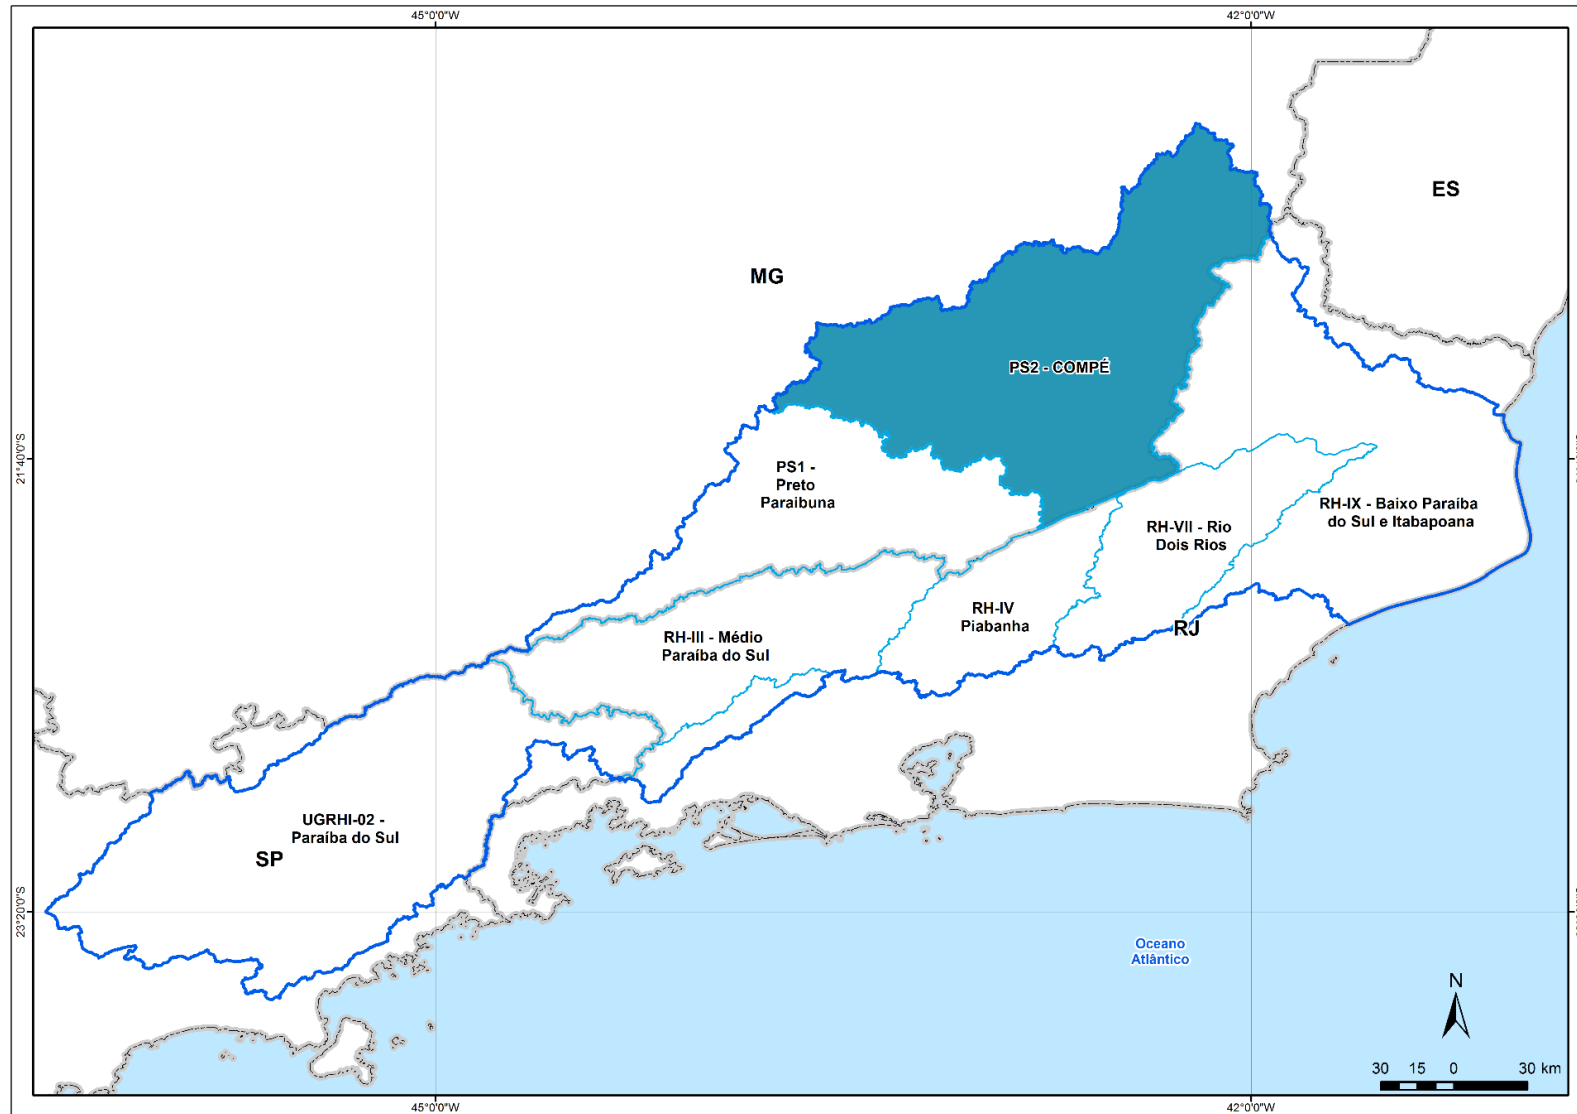 45°0'0"W
42°0'0"W
ES
MG
PS2 - COMPÉ
21°40'0"S
PS1 -
Preto
Paraibuna
RH-IX - Baixo Paraíba
do Sul e Itabapoana
RH-VII - Rio
Dois Rios
RH-IV
Piabanha
RJ
RH-III - Médio
Paraíba do Sul
UGRHI-02 -
Paraíba do Sul
SP
23°20'0"S
Oceano
Atlântico
N
30 15 0 30 km
45°0'0"W
42°0'0"W